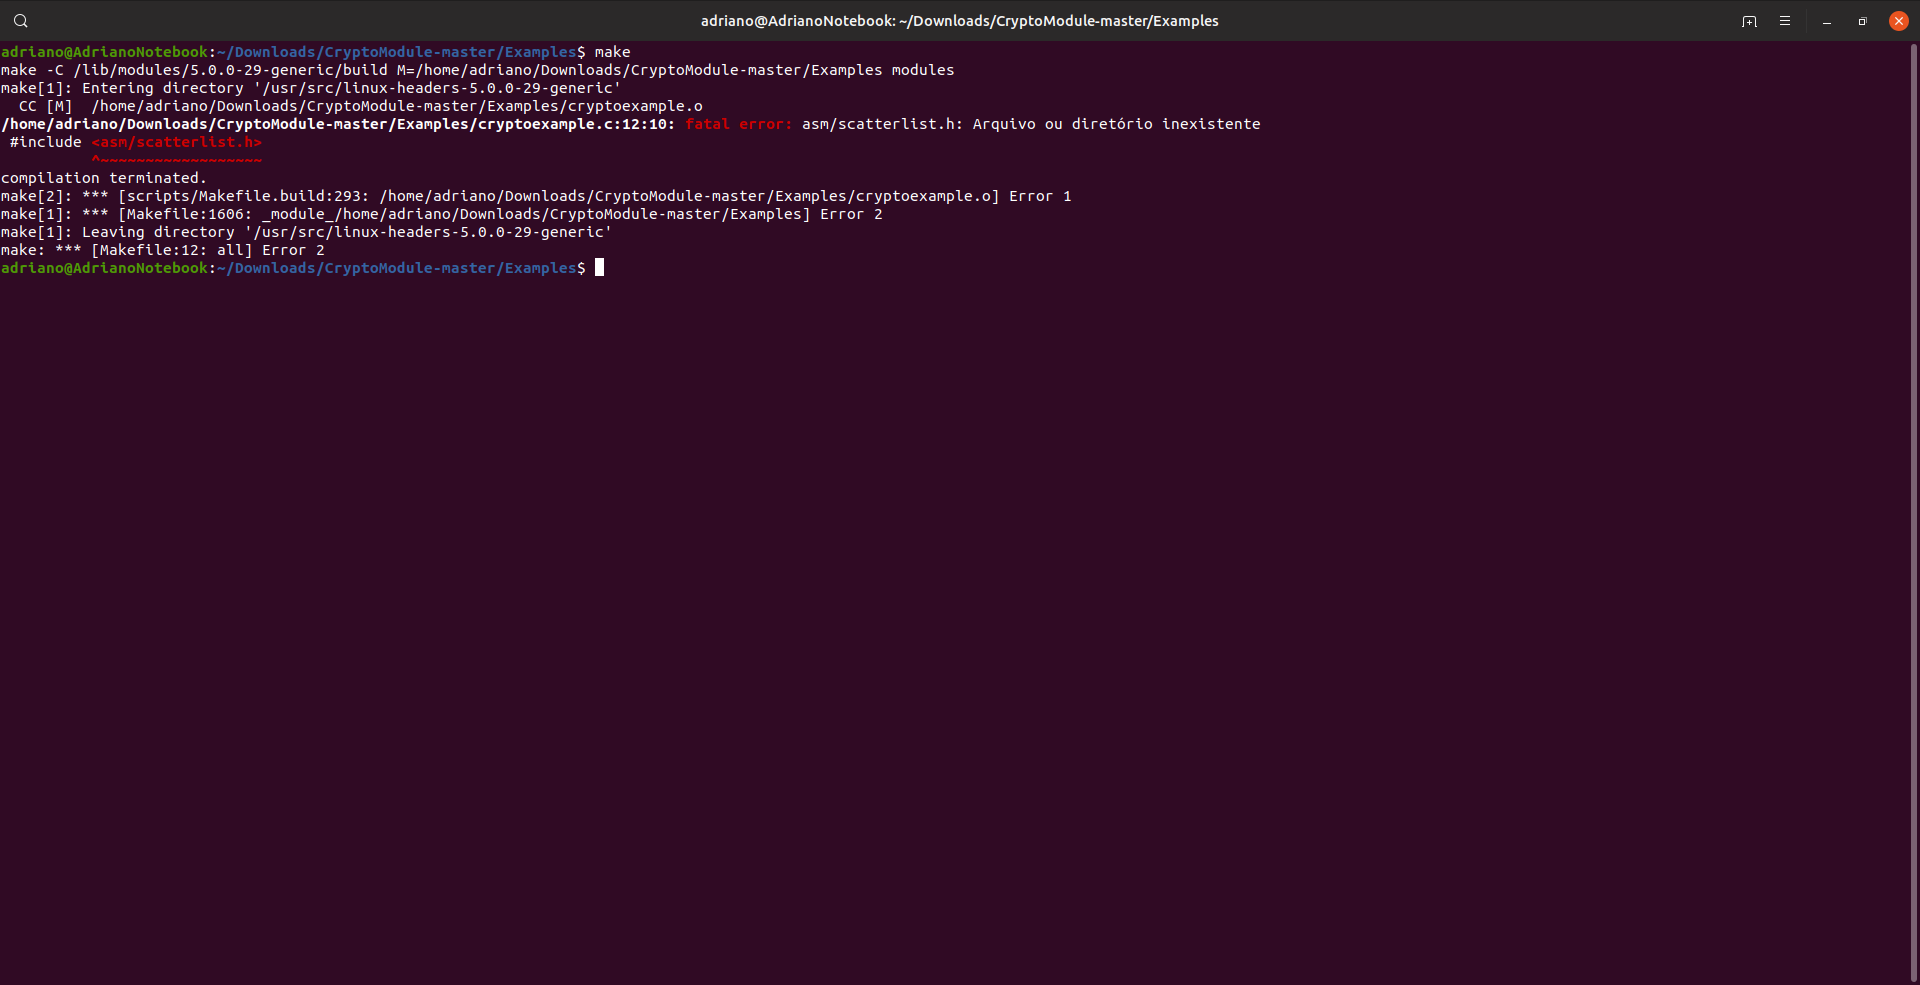 adriano@AdrianoNotebook: ~/Downloads/CryptoModule-master/Examples
adriano@AdrianoNotebook:~/Downloads/CryptoModule-master/Examples$ make
make -C /lib/modules/5.0.0-29-generic/build M=/home/adriano/Downloads/CryptoModule-master/Examples modules
make[1]: Entering directory '/usr/src/linux-headers-5.0.0-29-generic'
  CC [M]  /home/adriano/Downloads/CryptoModule-master/Examples/cryptoexample.o
/home/adriano/Downloads/CryptoModule-master/Examples/cryptoexample.c:12:10: fatal error: asm/scatterlist.h: Arquivo ou diretório inexistente
 #include <asm/scatterlist.h>
          ^~~~~~~~~~~~~~~~~~~
compilation terminated.
make[2]: *** [scripts/Makefile.build:293: /home/adriano/Downloads/CryptoModule-master/Examples/cryptoexample.o] Error 1
make[1]: *** [Makefile:1606: _module_/home/adriano/Downloads/CryptoModule-master/Examples] Error 2
make[1]: Leaving directory '/usr/src/linux-headers-5.0.0-29-generic'
make: *** [Makefile:12: all] Error 2
adriano@AdrianoNotebook:~/Downloads/CryptoModule-master/Examples$